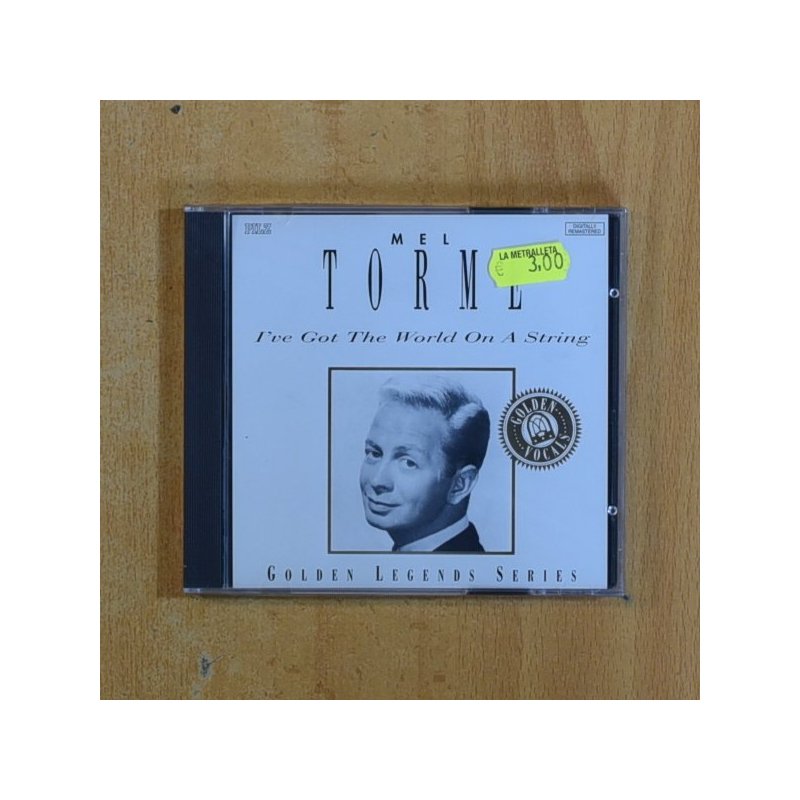 PILZ
DIGITALLY
REMASTERED
MEL
TORME
LA METRALLETA
€ 3,00
I've Got The World On A String
GOLDEN
VOCALS
GOLDEN LEGENDS SERIES